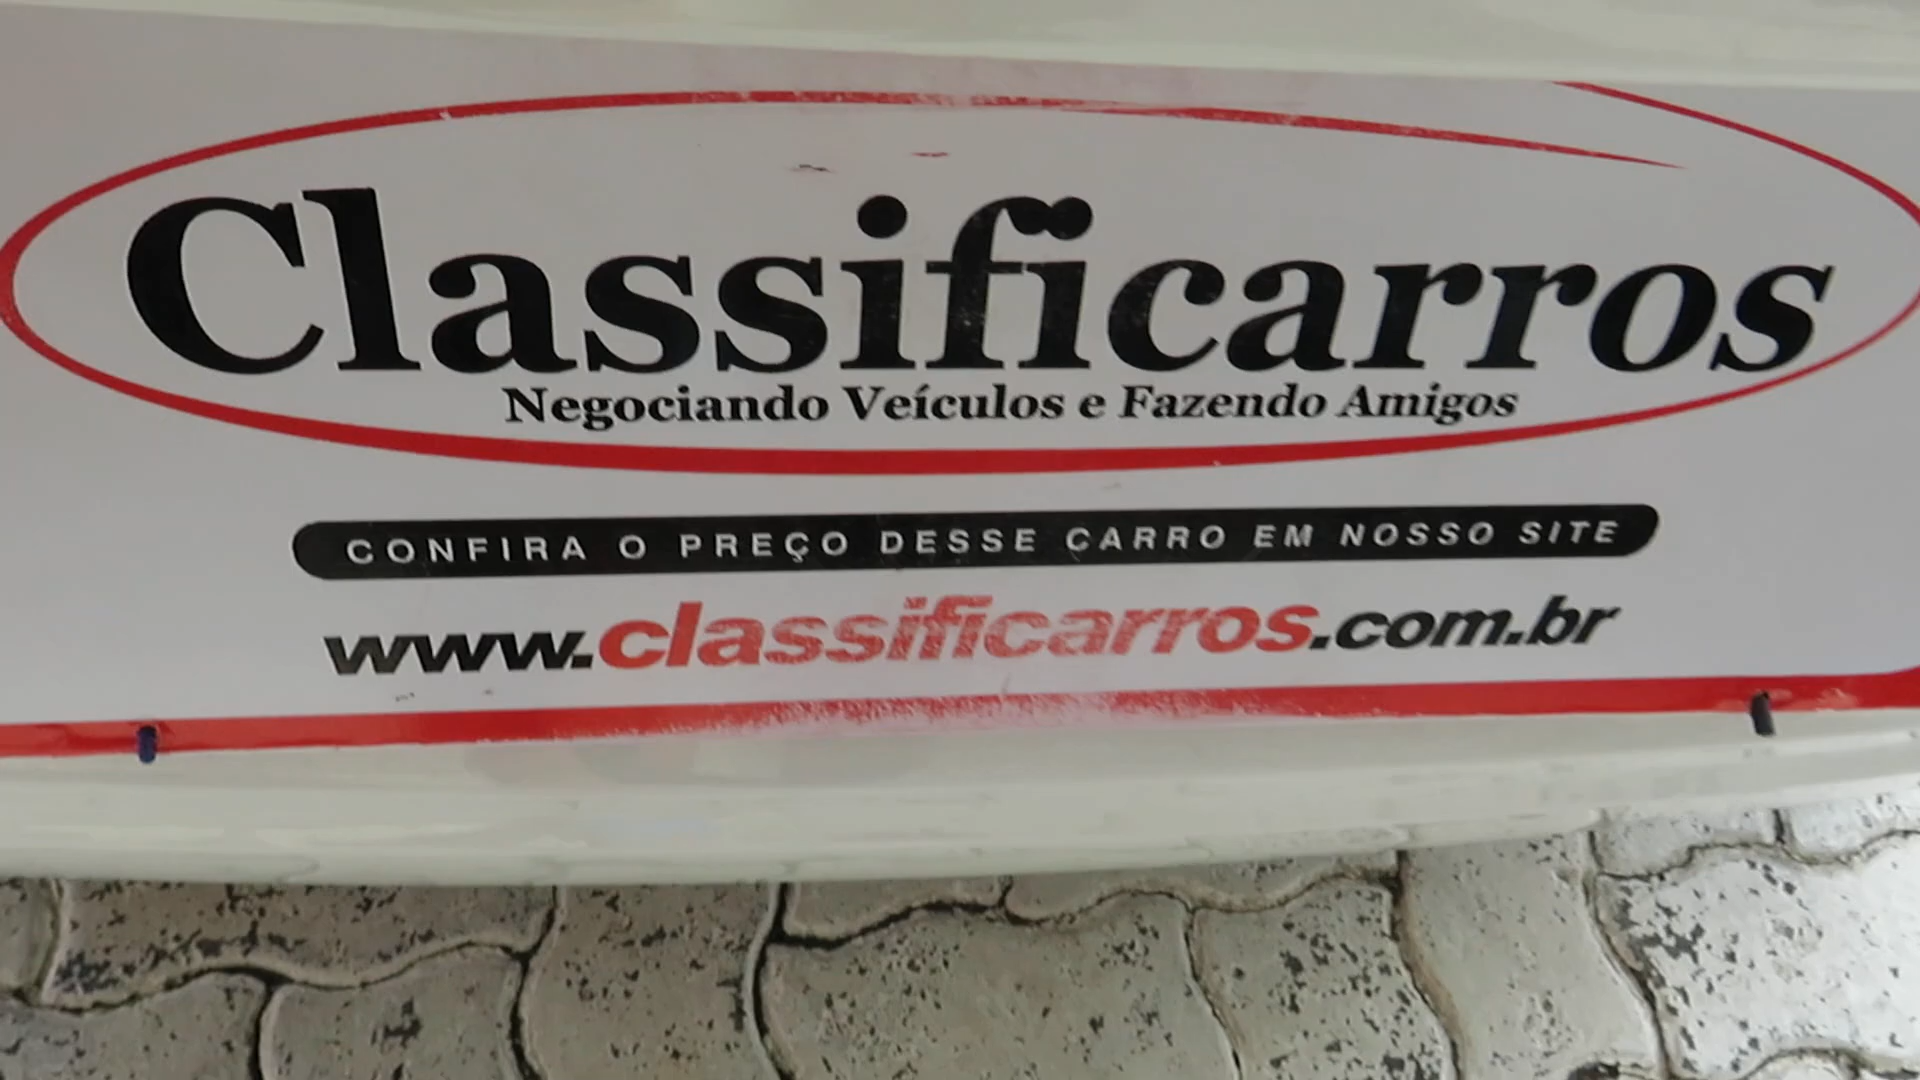 Classificarros
Negociando Veículos e Fazendo Amigos
CONFIRA O PREÇO DESSE CARRO EM NOSSO SITE
www.classificarros.com.br